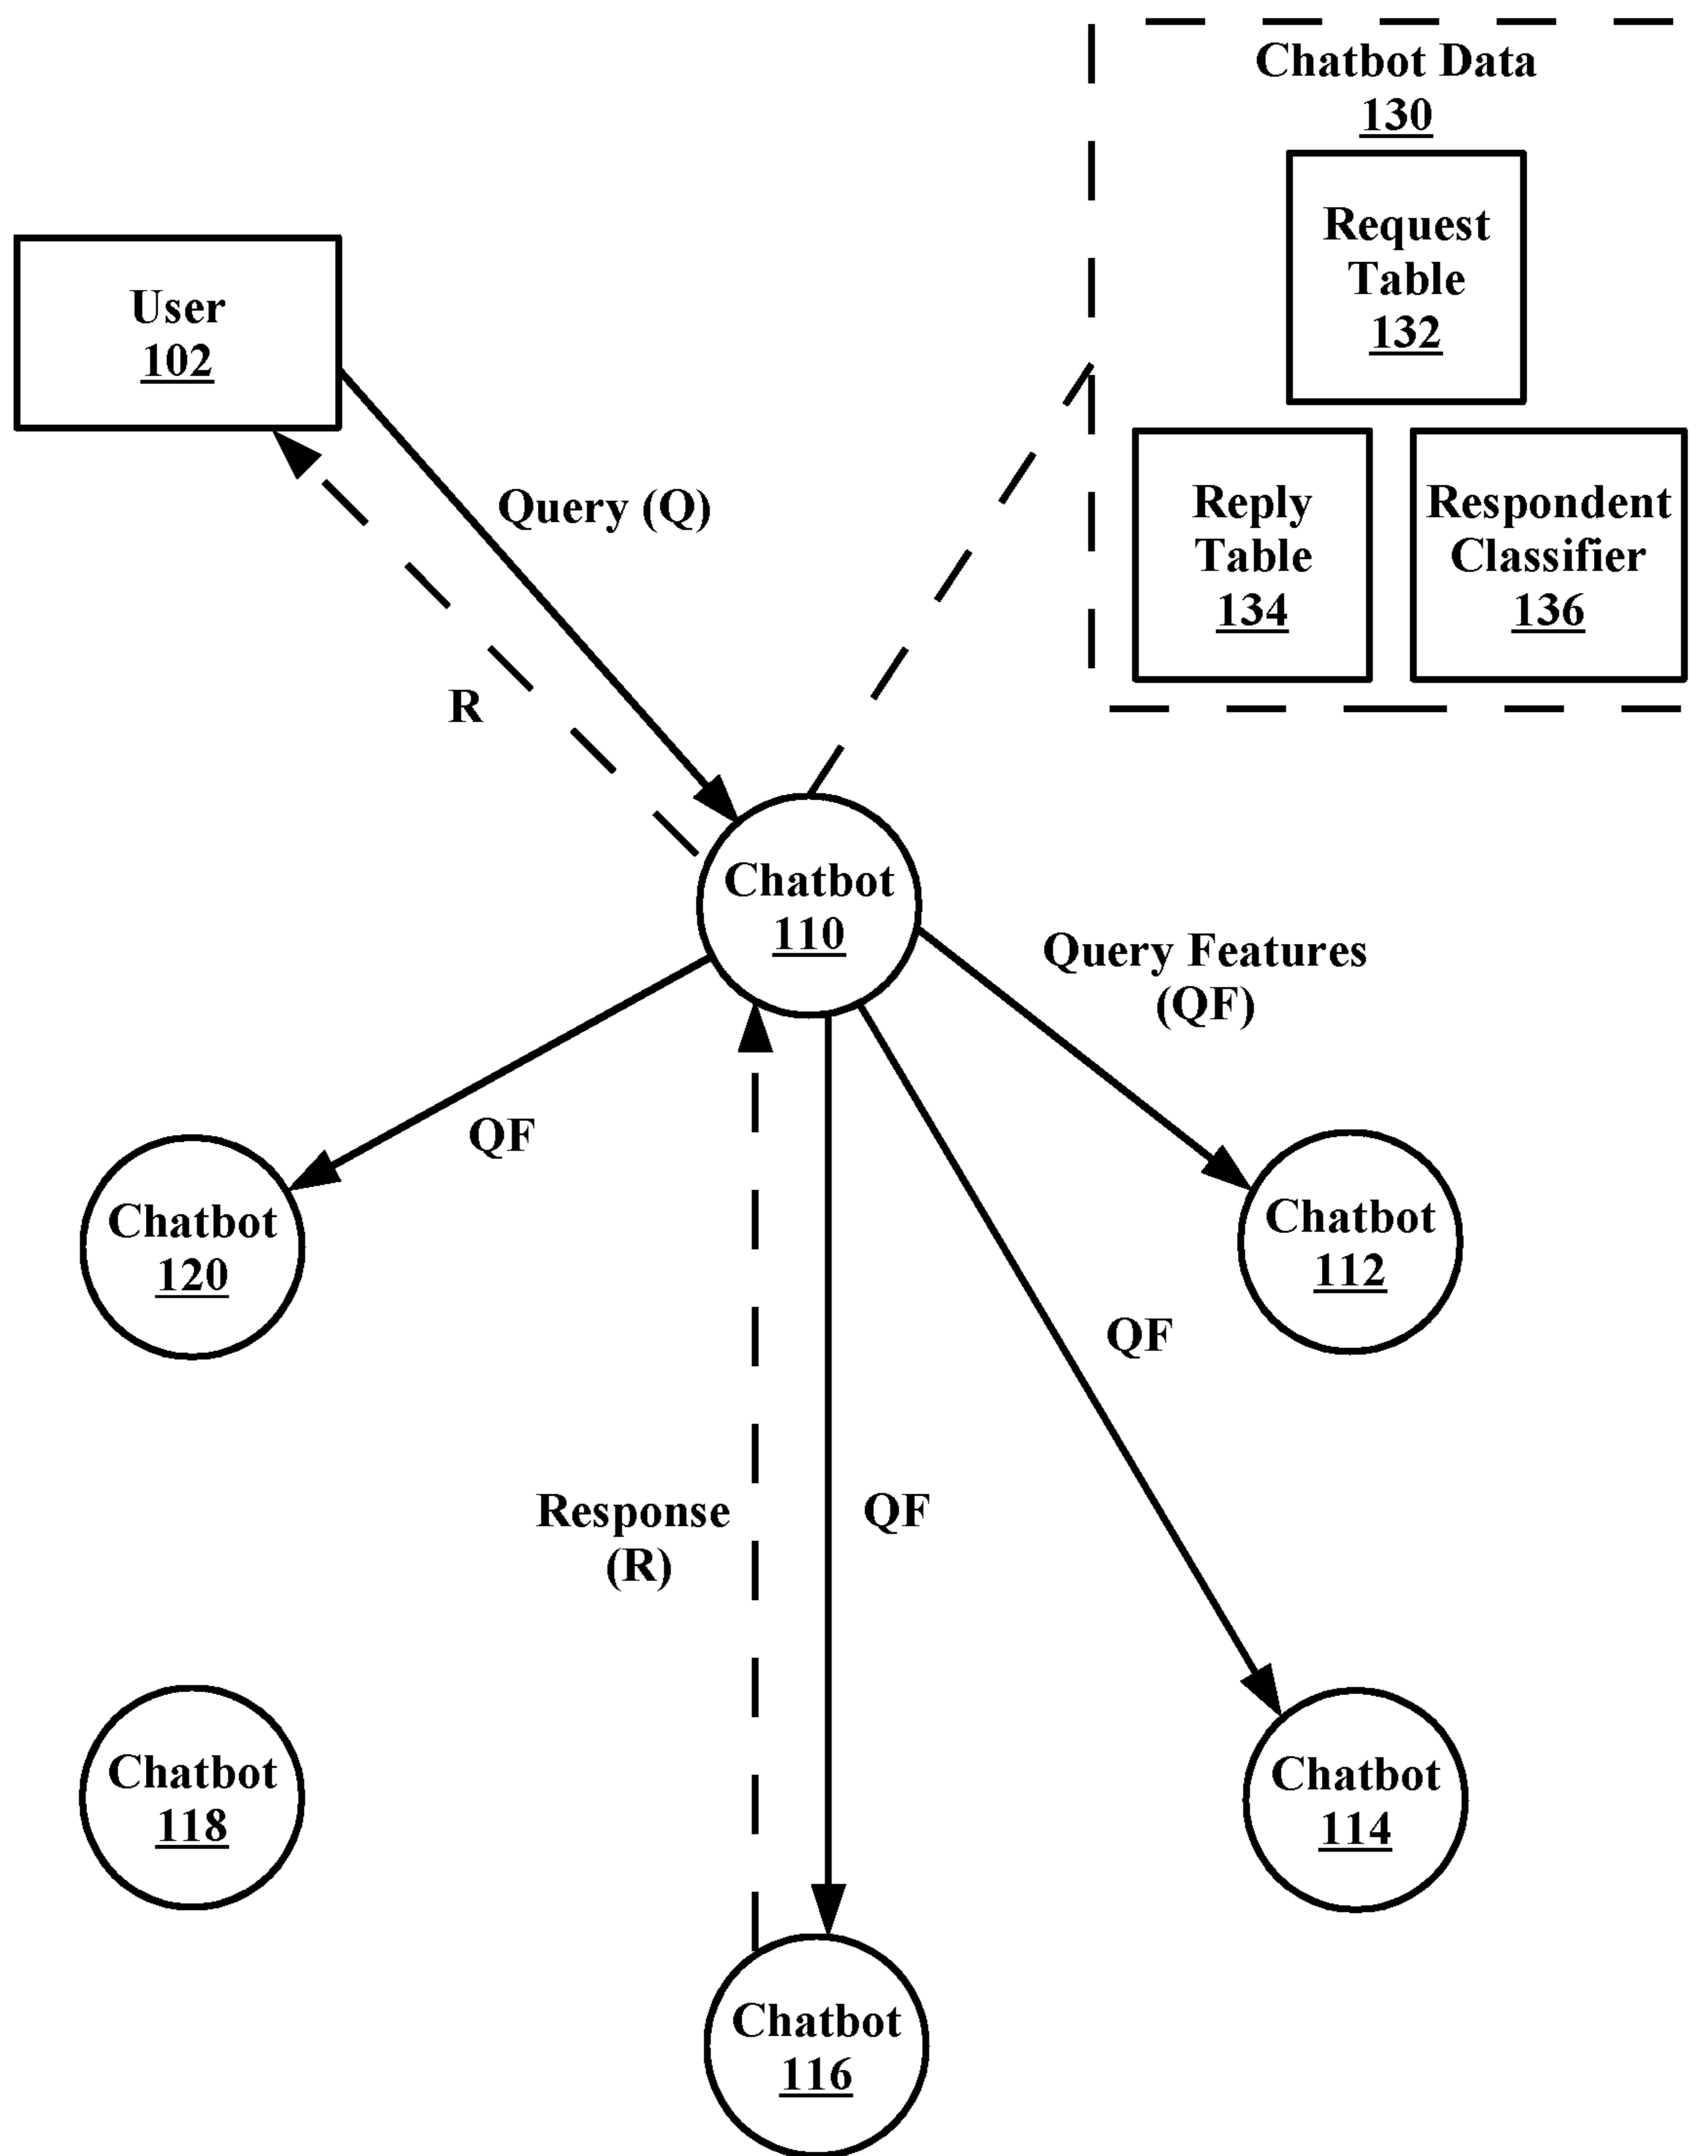 Chatbot Data
130
Request
Table
132
User
102
Reply
Table
134
Respondent
Classifier
136
Query (Q)
R
Chatbot
110
Query Features
(QF)
QF
Chatbot
120
Chatbot
112
QF
Response
(R)
QF
Chatbot
118
Chatbot
114
Chatbot
116